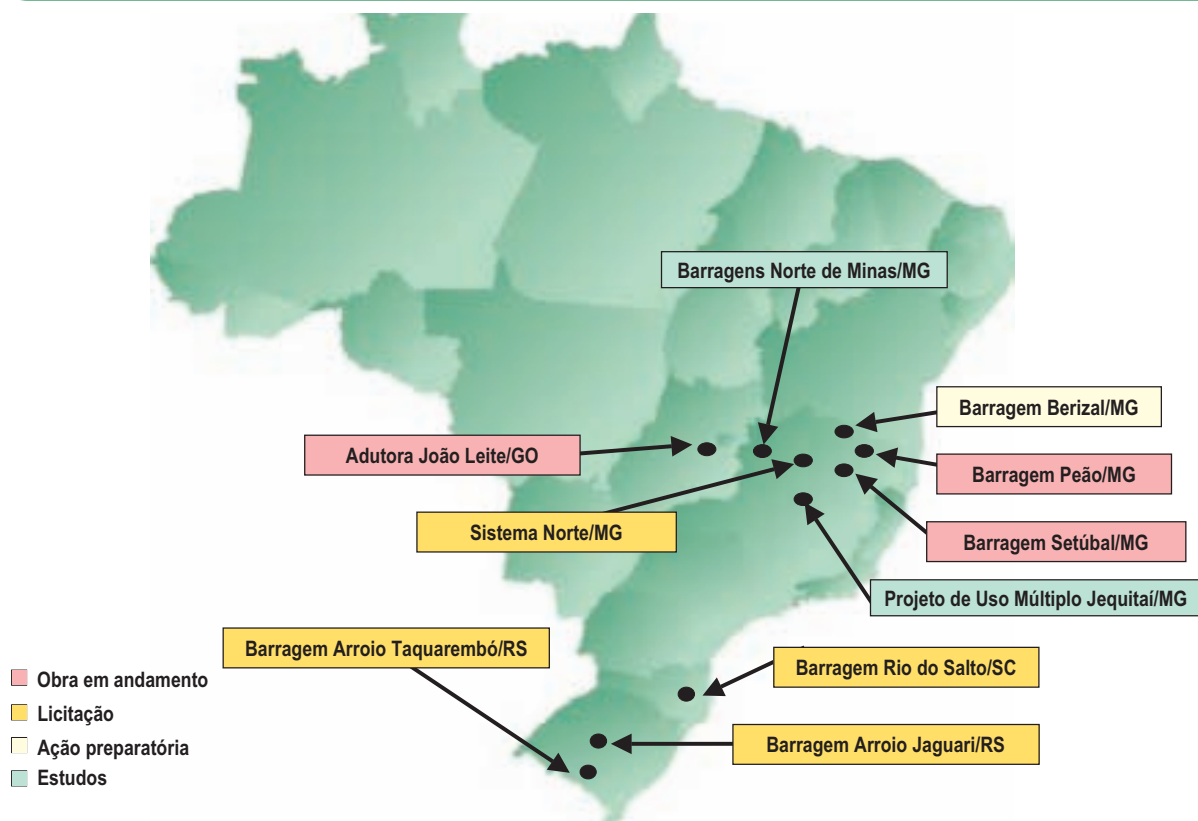 Barragens Norte de Minas/MG
Barragem Berizal/MG
Adutora João Leite/GO
Barragem Peão/MG
Sistema Norte/MG
Barragem Setúbal/MG
Projeto de Uso Múltiplo Jequitaí/MG
Barragem Arroio Taquarembó/RS
Barragem Rio do Salto/SC
Barragem Arroio Jaguari/RS
Obra em andamento
Licitação
Ação preparatória
Estudos